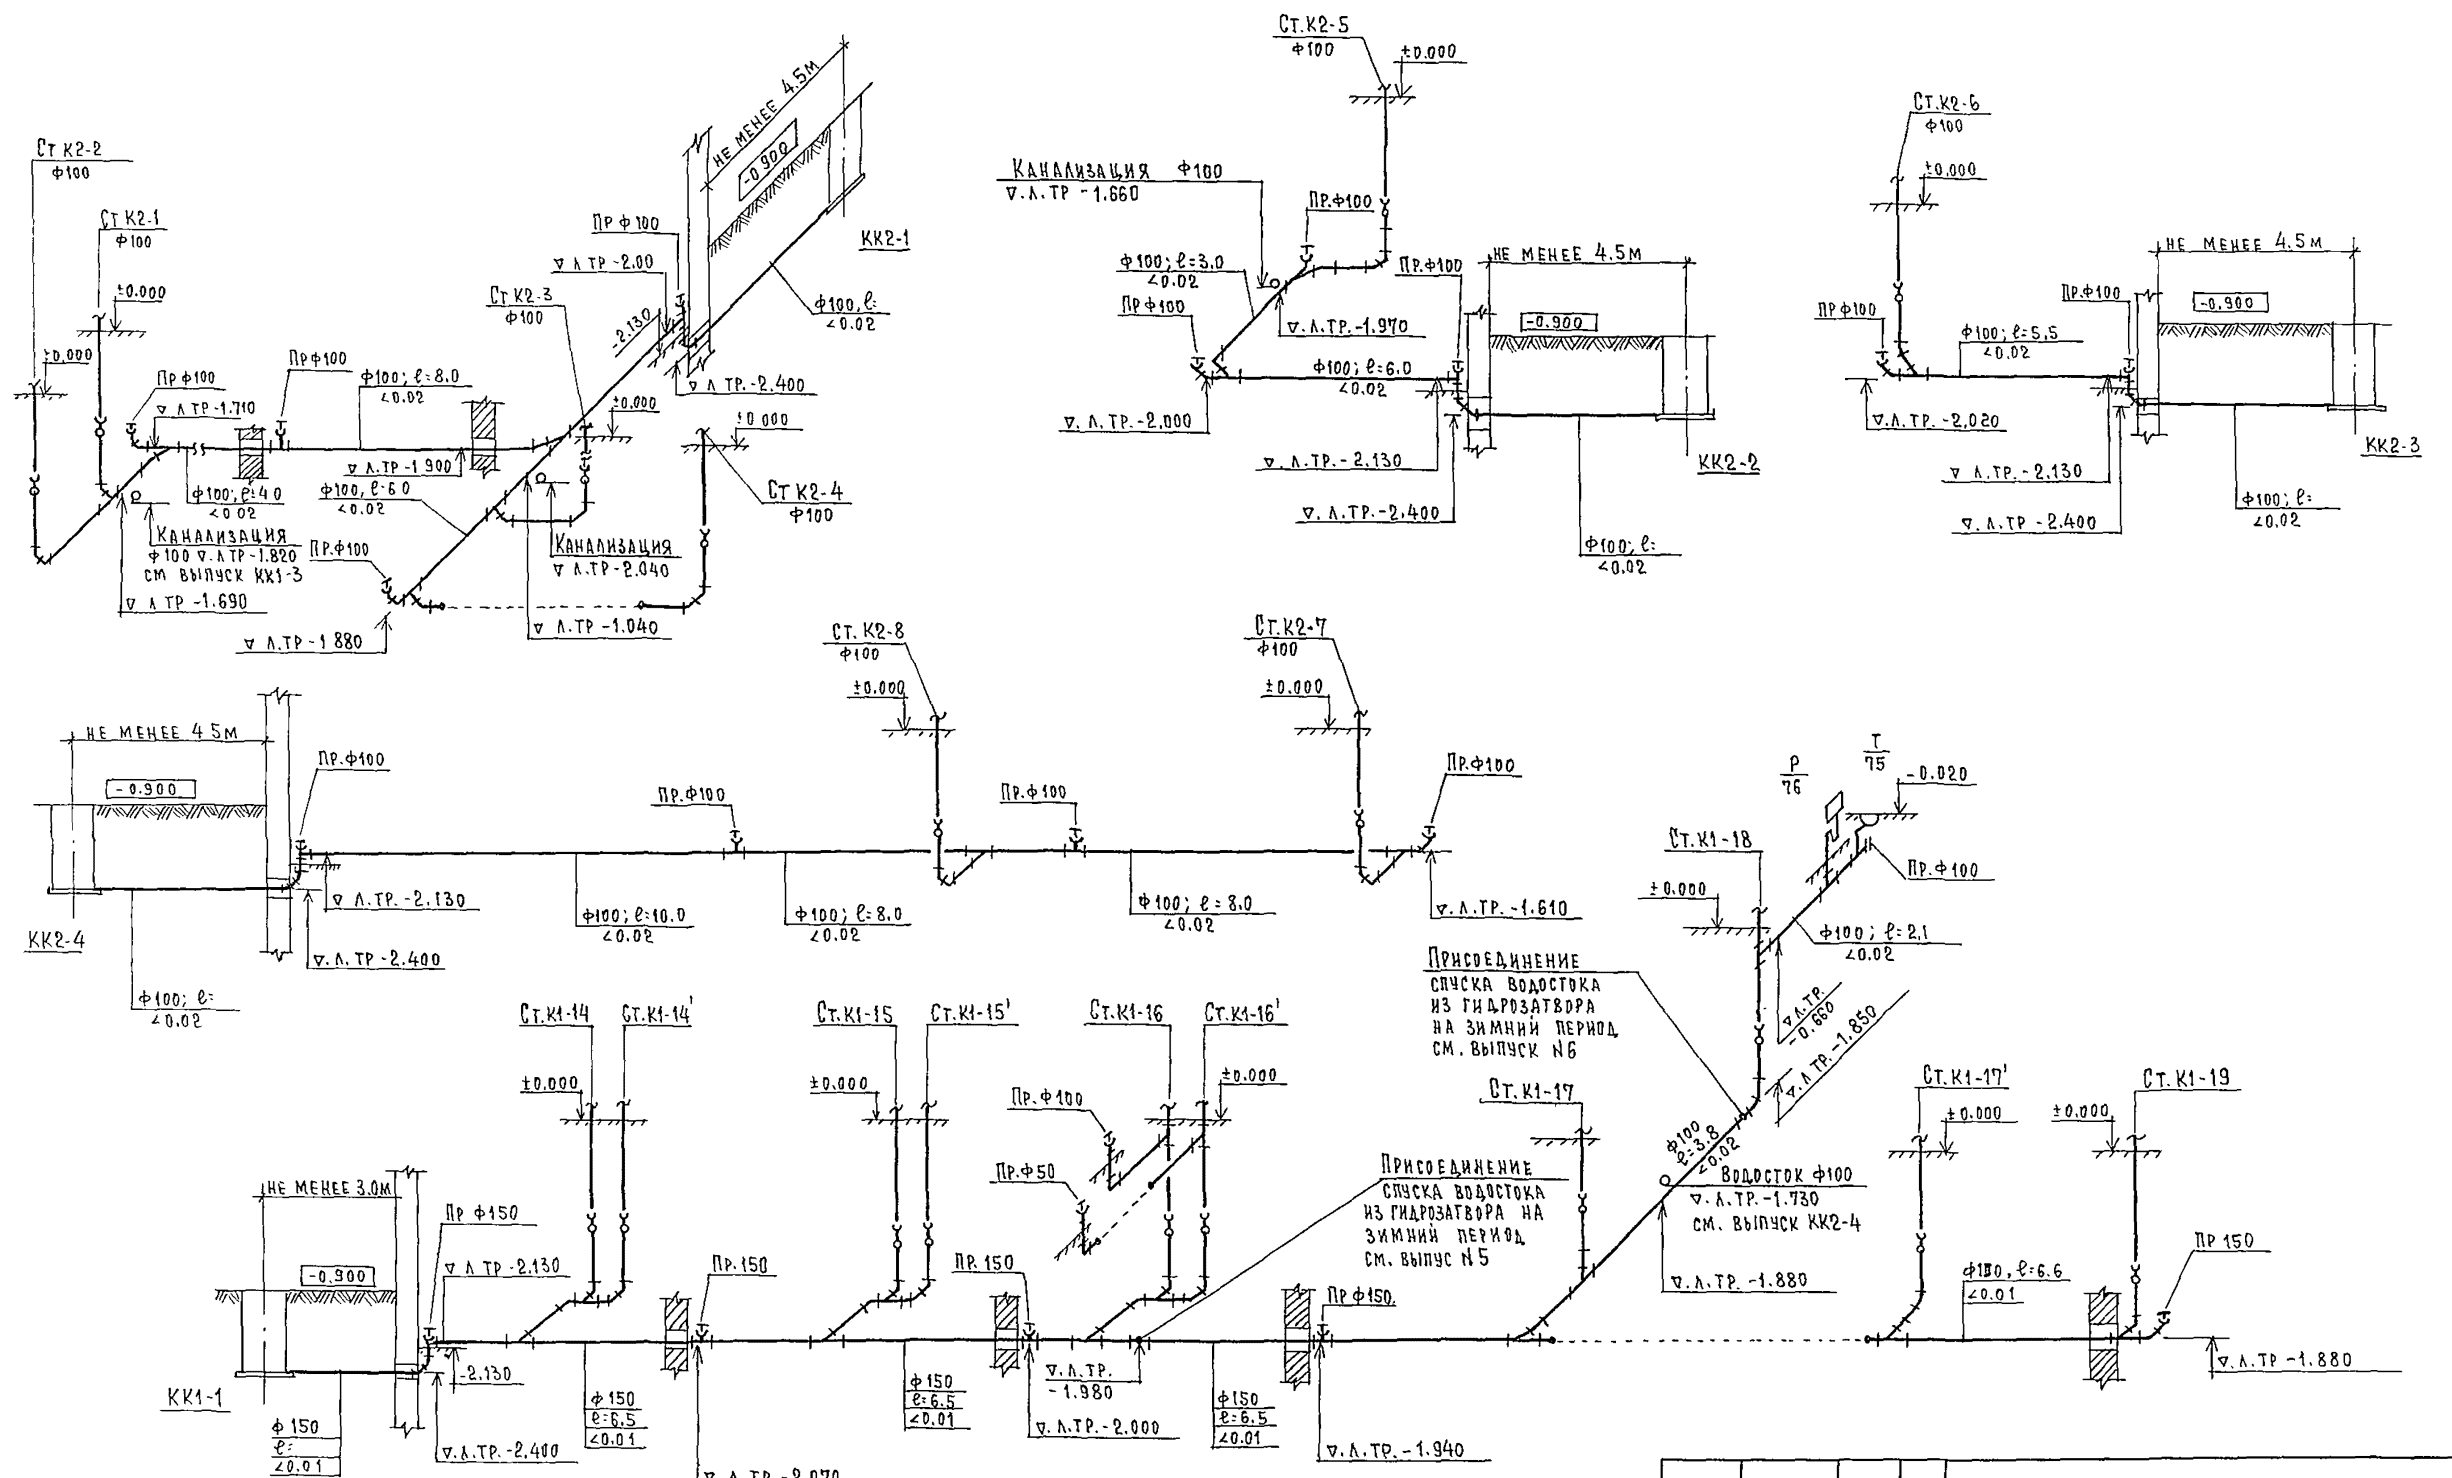 Ст К2-2
ф100
Ст К2-1
ф100
±0.000
±0.000
Пр ф100
▽ Л ТР -1.710
Пр ф100
ф100; ℓ=8.0
<0.02
▽ Л.ТР -1 900
ф100; ℓ=4 0
<0.02
Канализация
ф100 ▽.Л.ТР -1.820
см выпуск КК1-3
▽ Л ТР -1.690
ф100, ℓ=6 0
<0.02
Пр.ф100
▽ Л.ТР -1 880
Ст К2-3
ф100
▽ Л ТР -2.00
Пр ф100
-2.130
не менее 4.5м
-0 900
КК2-1
ф100, ℓ=
<0.02
▽ Л ТР -2.400
±0.000
±0 000
Ст К2-4
ф100
Канализация
▽ Л.ТР -2.040
▽ Л.ТР -1.040
Ст.К2-5
ф100
±0.000
Канализация ф100
▽.Л.ТР -1.660
Пр.ф100
ф100; ℓ=3.0
<0.02
Пр ф100
▽.Л.ТР.-1.970
Пр.ф100
не менее 4.5м
-0.900
ф100; ℓ=6.0
<0.02
▽.Л.ТР.-2.000
▽.Л.ТР.-2.130
▽.Л.ТР.-2.400
КК2-2
ф100; ℓ=
<0.02
Ст.К2-6
ф100
±0.000
не менее 4.5м
Пр.ф100
Пр ф100
-0.900
ф100; ℓ=5,5
<0.02
▽.Л.ТР.-2,020
▽.Л.ТР.-2.130
▽.Л.ТР -2.400
КК2-3
ф100; ℓ=
<0.02
не менее 4 5м
-0.900
Пр.ф100
▽ Л.ТР.-2.130
▽.Л.ТР -2.400
КК2-4
ф100; ℓ=
<0.02
Ст.К2-8
ф100
±0.000
Пр.ф100
Пр.ф100
ф100; ℓ=10.0
<0.02
ф100; ℓ=8.0
<0.02
ф100; ℓ=8.0
<0.02
Ст.К2-7
ф100
±0.000
Пр.ф100
▽.Л.ТР.-1.610
Р
76
Т
75
-0.020
Пр.ф100
Ст.К1-18
±0.000
ф100; ℓ=2,1
<0.02
▽ Л.ТР.
-0.660
▽.Л ТР.-1.850
Присоединение
спуска водостока
из гидрозатвора
на зимний период
см. выпуск N6
Ст.К1-14
Ст.К1-14'
±0.000
Ст.К1-15
Ст.К1-15'
±0.000
Ст.К1-16
Ст.К1-16'
±0.000
Пр.ф100
Пр.ф50
Присоединение
спуска водостока
из гидрозатвора на
зимний период
см. выпус N5
Ст.К1-17
ф100
ℓ=3.8
<0.02
Водосток ф100
▽.Л.ТР.-1.730
см. выпуск КК2-4
▽.Л.ТР.-1.880
Ст.К1-17'
±0.000
Ст.К1-19
±0.000
Пр 150
ℓ=6.6
<0.01
▽.Л.ТР -1.880
не менее 3.0м
-0.900
Пр ф150
▽ Л ТР -2.130
-2.130
КК1-1
ф150
ℓ=
<0.01
▽.Л.ТР.-2.400
ф150
ℓ=6.5
<0.01
Пр.150
▽ Л ТР -2.070
ф150
ℓ=6.5
<0.01
Пр.150
▽.Л.ТР.
-1.980
▽.Л.ТР.-2.000
ф150
ℓ=6.5
<0.01
Пр ф150.
▽.Л.ТР.-1.940